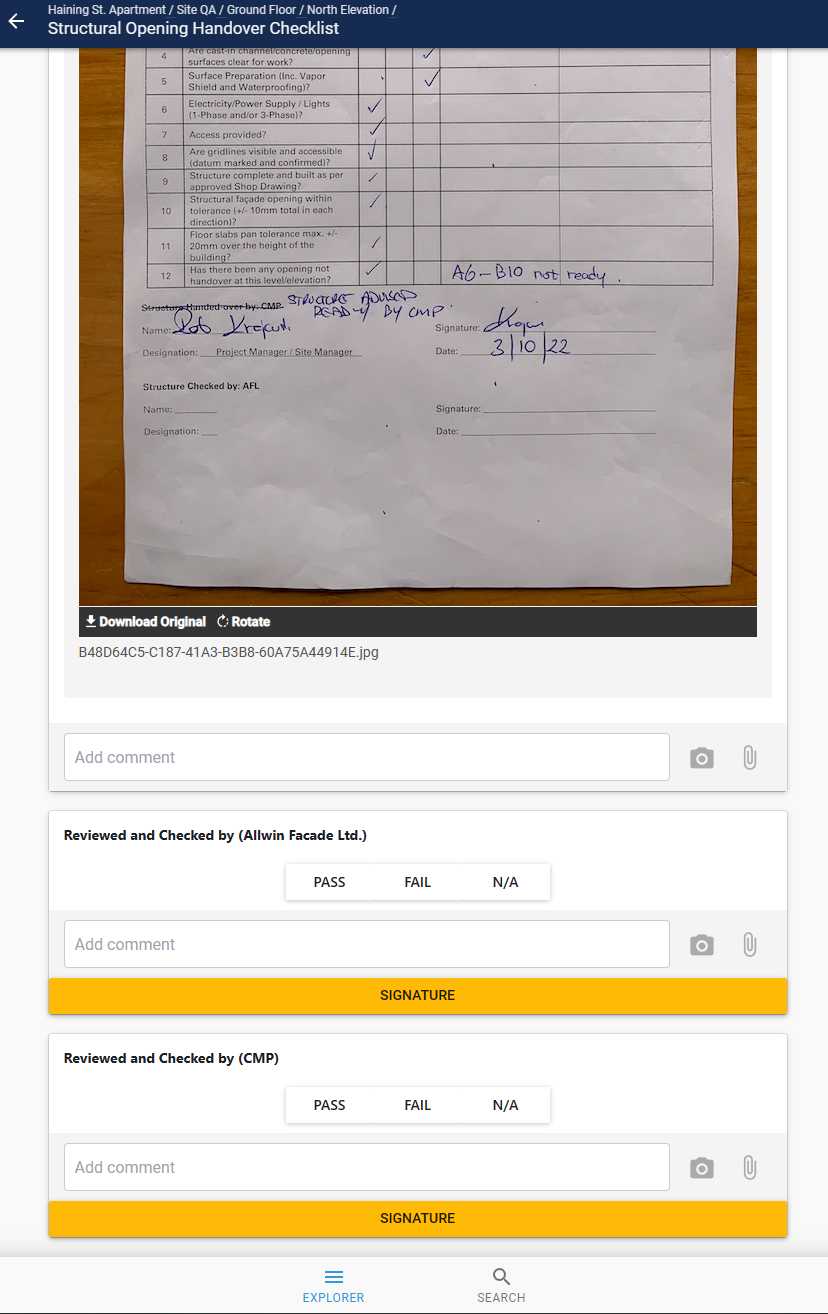 Haining St. Apartment / Site QA / Ground Floor / North Elevation /
Structural Opening Handover Checklist
4 Are cast-in channel/concrete/opening
surfaces clear for work? ✓
5 Surface Preparation (Inc. Vapor
Shield and Waterproofing)? ✓
6 Electricity/Power Supply / Lights
(1-Phase and/or 3-Phase)? ✓
7 Access provided? ✓
8 Are gridlines visible and accessible
(datum marked and confirmed)? ✓
9 Structure complete and built as per
approved Shop Drawing? ✓
10 Structural façade opening within
tolerance (+/- 10mm total in each
direction)? ✓
11 Floor slabs pan tolerance max. +/-
20mm over the height of the
building? ✓
12 Has there been any opening not
handover at this level/elevation? ✓ A6-B10 not ready.
Structure Handed over by: CMP STRUCTURE ADVISED
READY BY CMP.
Name: Rob
Signature:
Designation: Project Manager / Site Manager
Date: 3/10/22
Structure Checked by: AFL
Name:
Signature:
Designation:
Date:
Download Original Rotate
B48D64C5-C187-41A3-B3B8-60A75A44914E.jpg
Add comment
Reviewed and Checked by (Allwin Facade Ltd.)
PASS FAIL N/A
Add comment
SIGNATURE
Reviewed and Checked by (CMP)
PASS FAIL N/A
Add comment
SIGNATURE
EXPLORER SEARCH